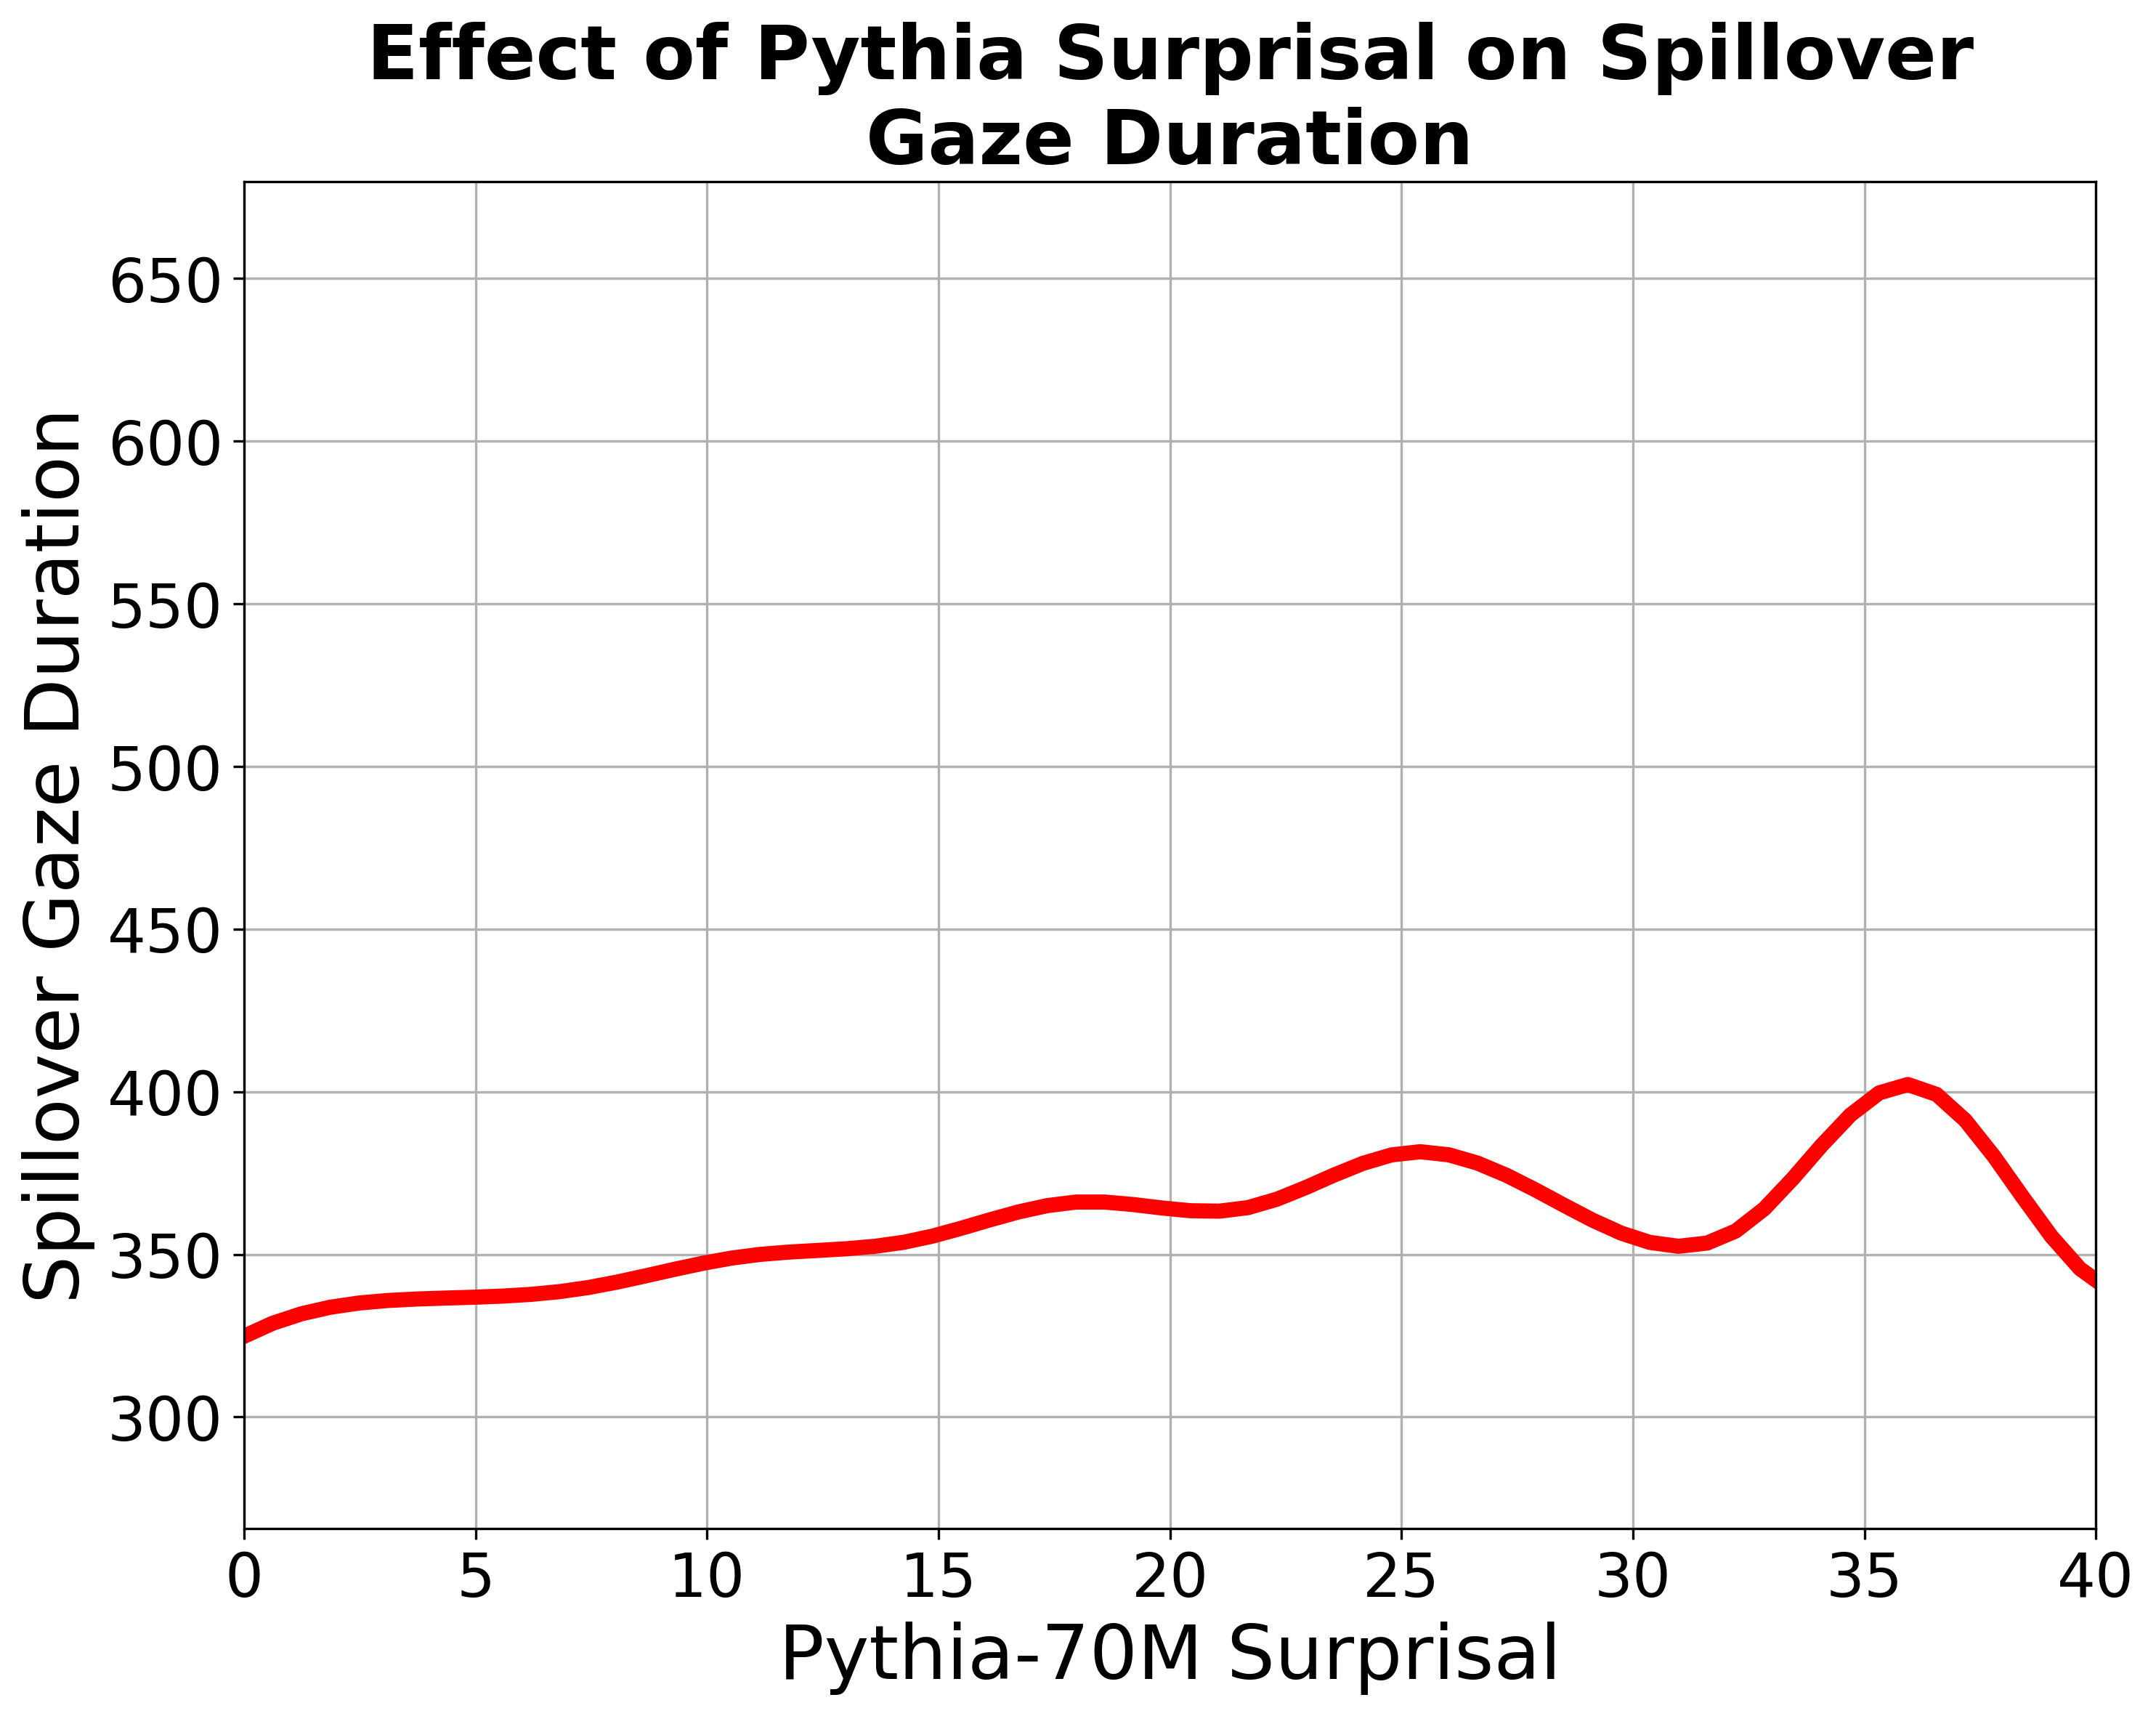 Effect of Pythia Surprisal on Spillover
Gaze Duration
Spillover Gaze Duration
650
600
550
500
450
400
350
300
0 5 10 15 20 25 30 35 40
Pythia-70M Surprisal